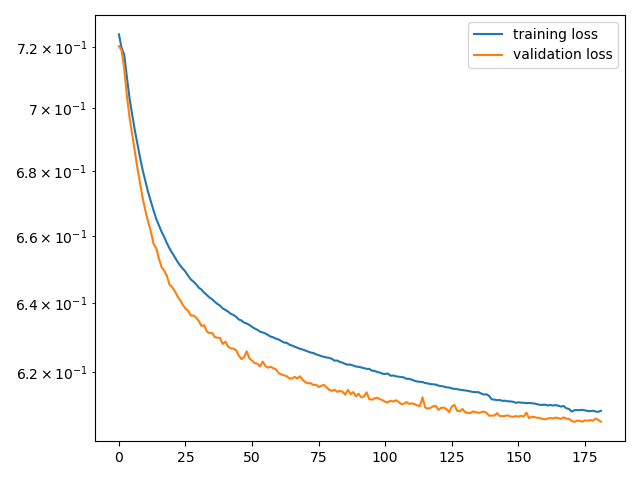 training loss
validation loss
7.2 × 10⁻¹
7 × 10⁻¹
6.8 × 10⁻¹
6.6 × 10⁻¹
6.4 × 10⁻¹
6.2 × 10⁻¹
0 25 50 75 100 125 150 175